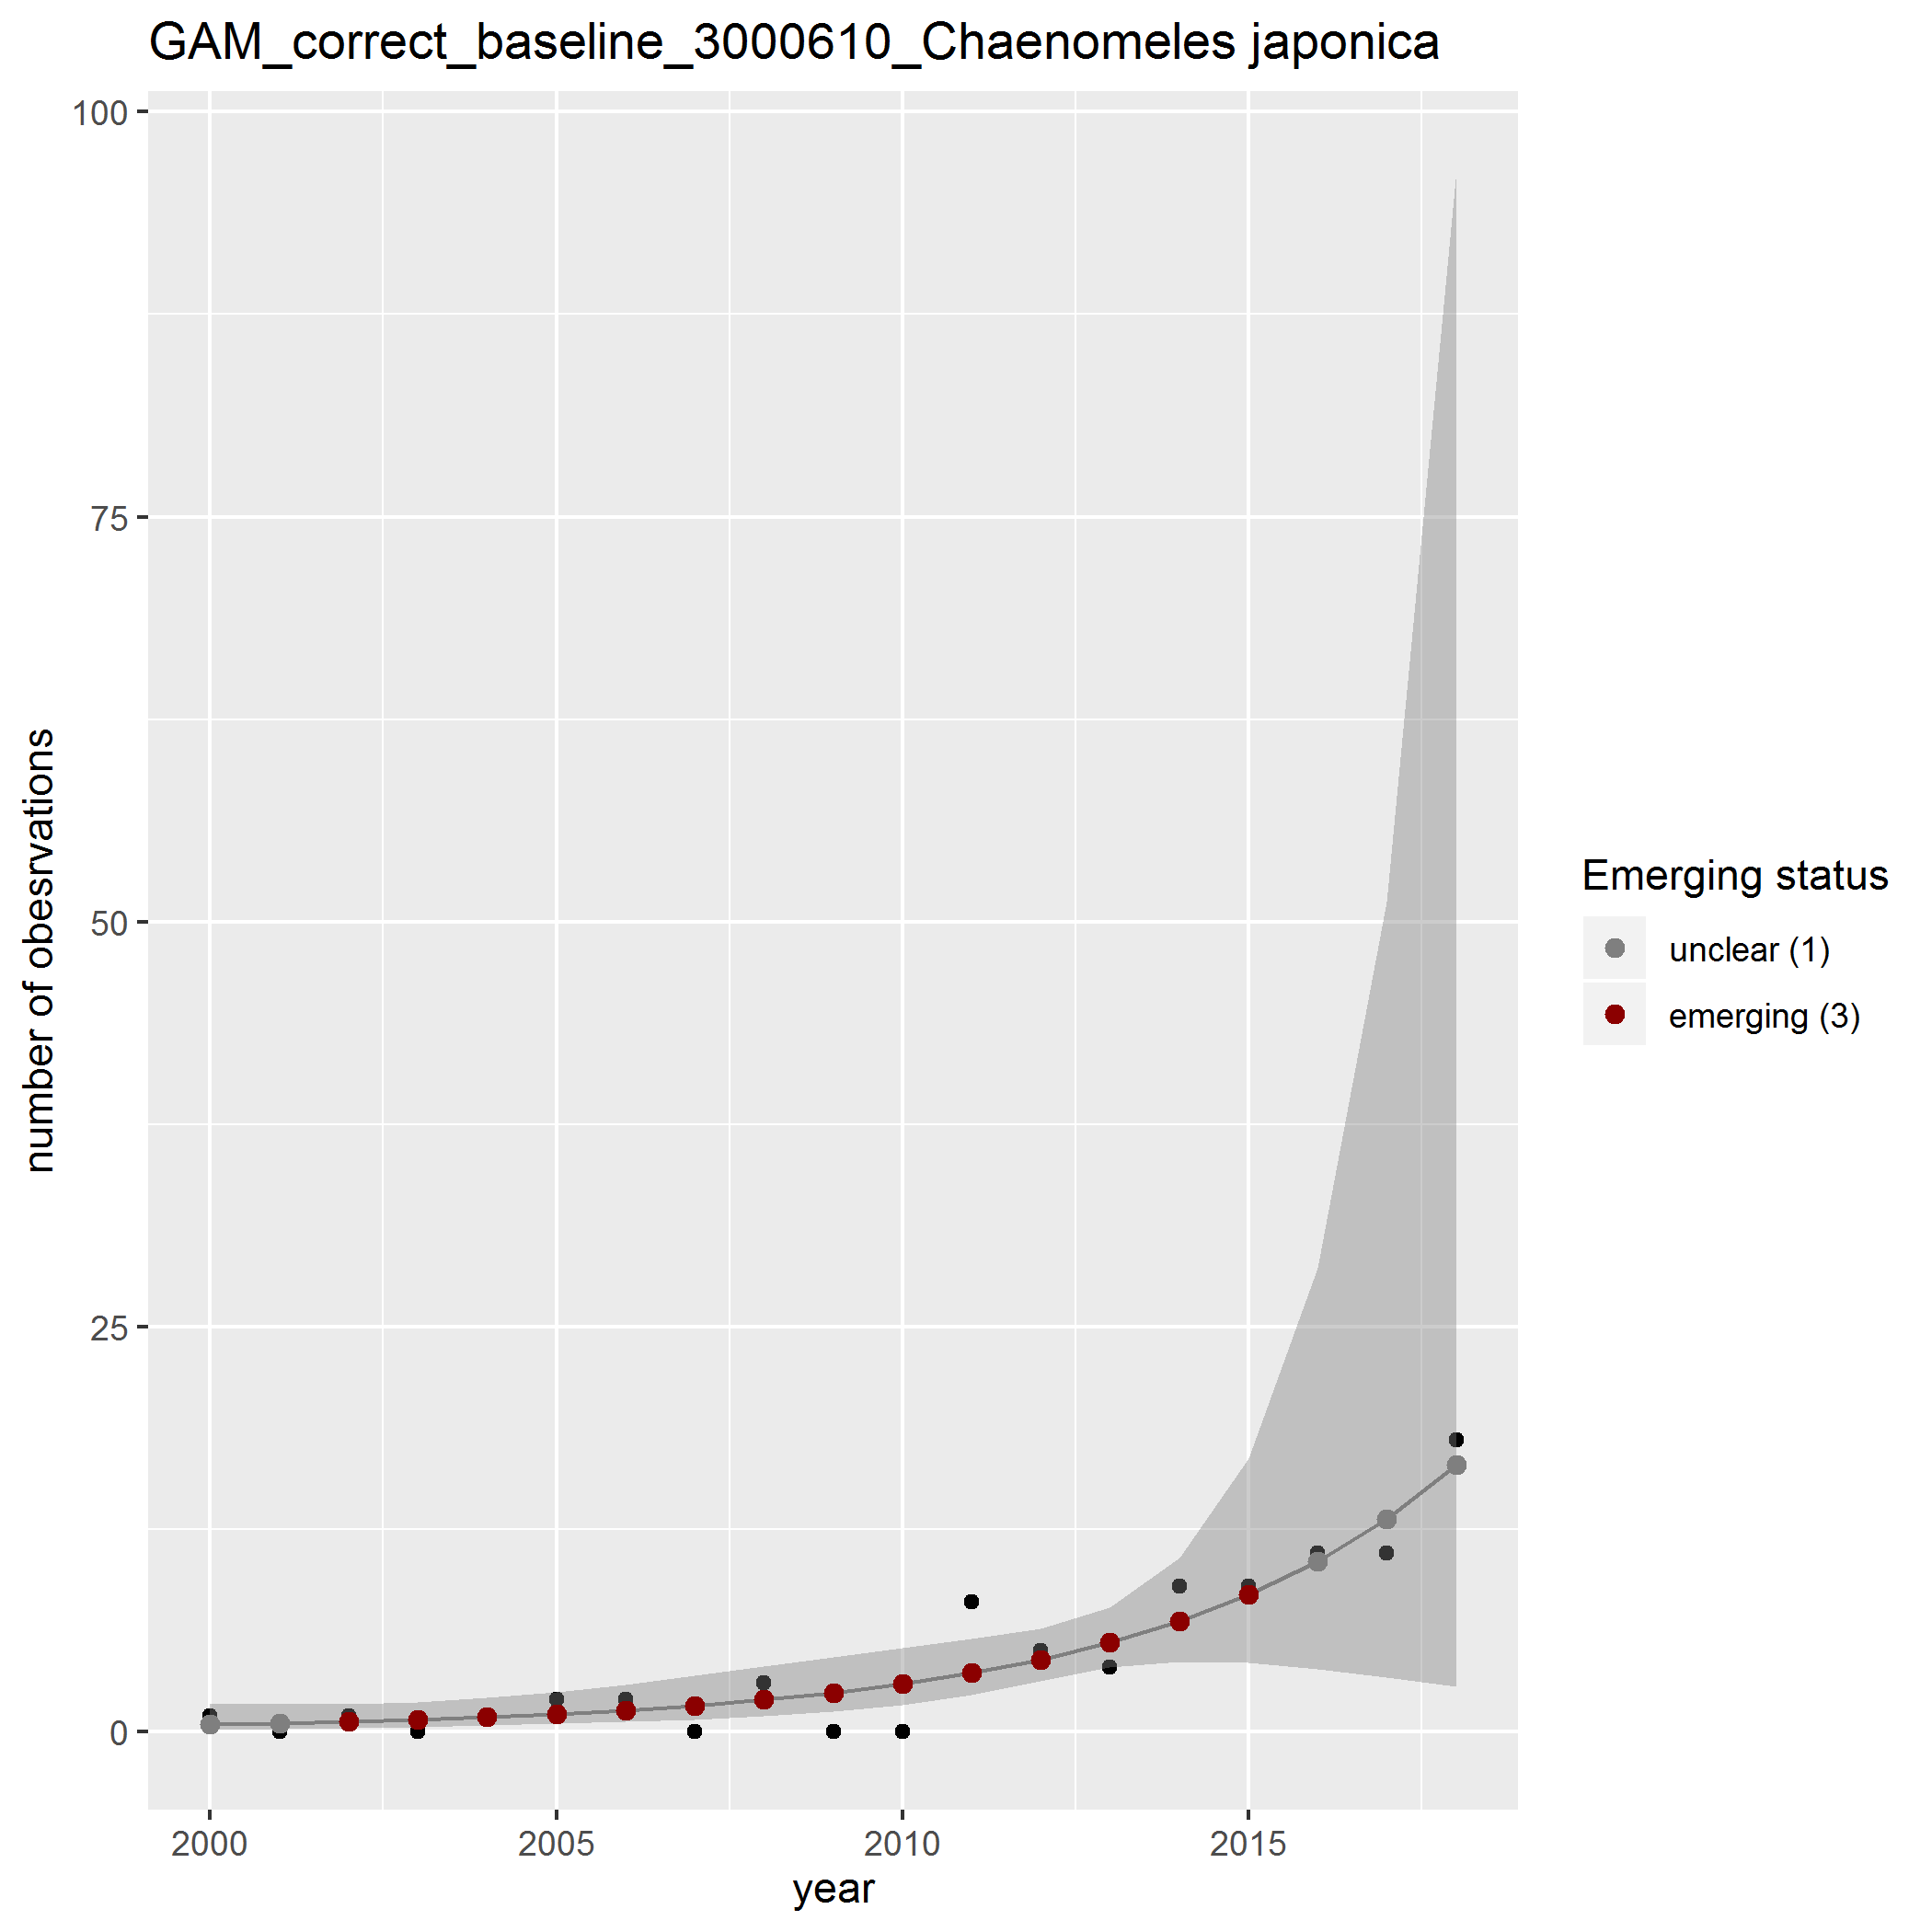 GAM_correct_baseline_3000610_Chaenomeles japonica
100
75
50
25
0
number of obesrvations
2000 2005 2010 2015
year
Emerging status
unclear (1)
emerging (3)